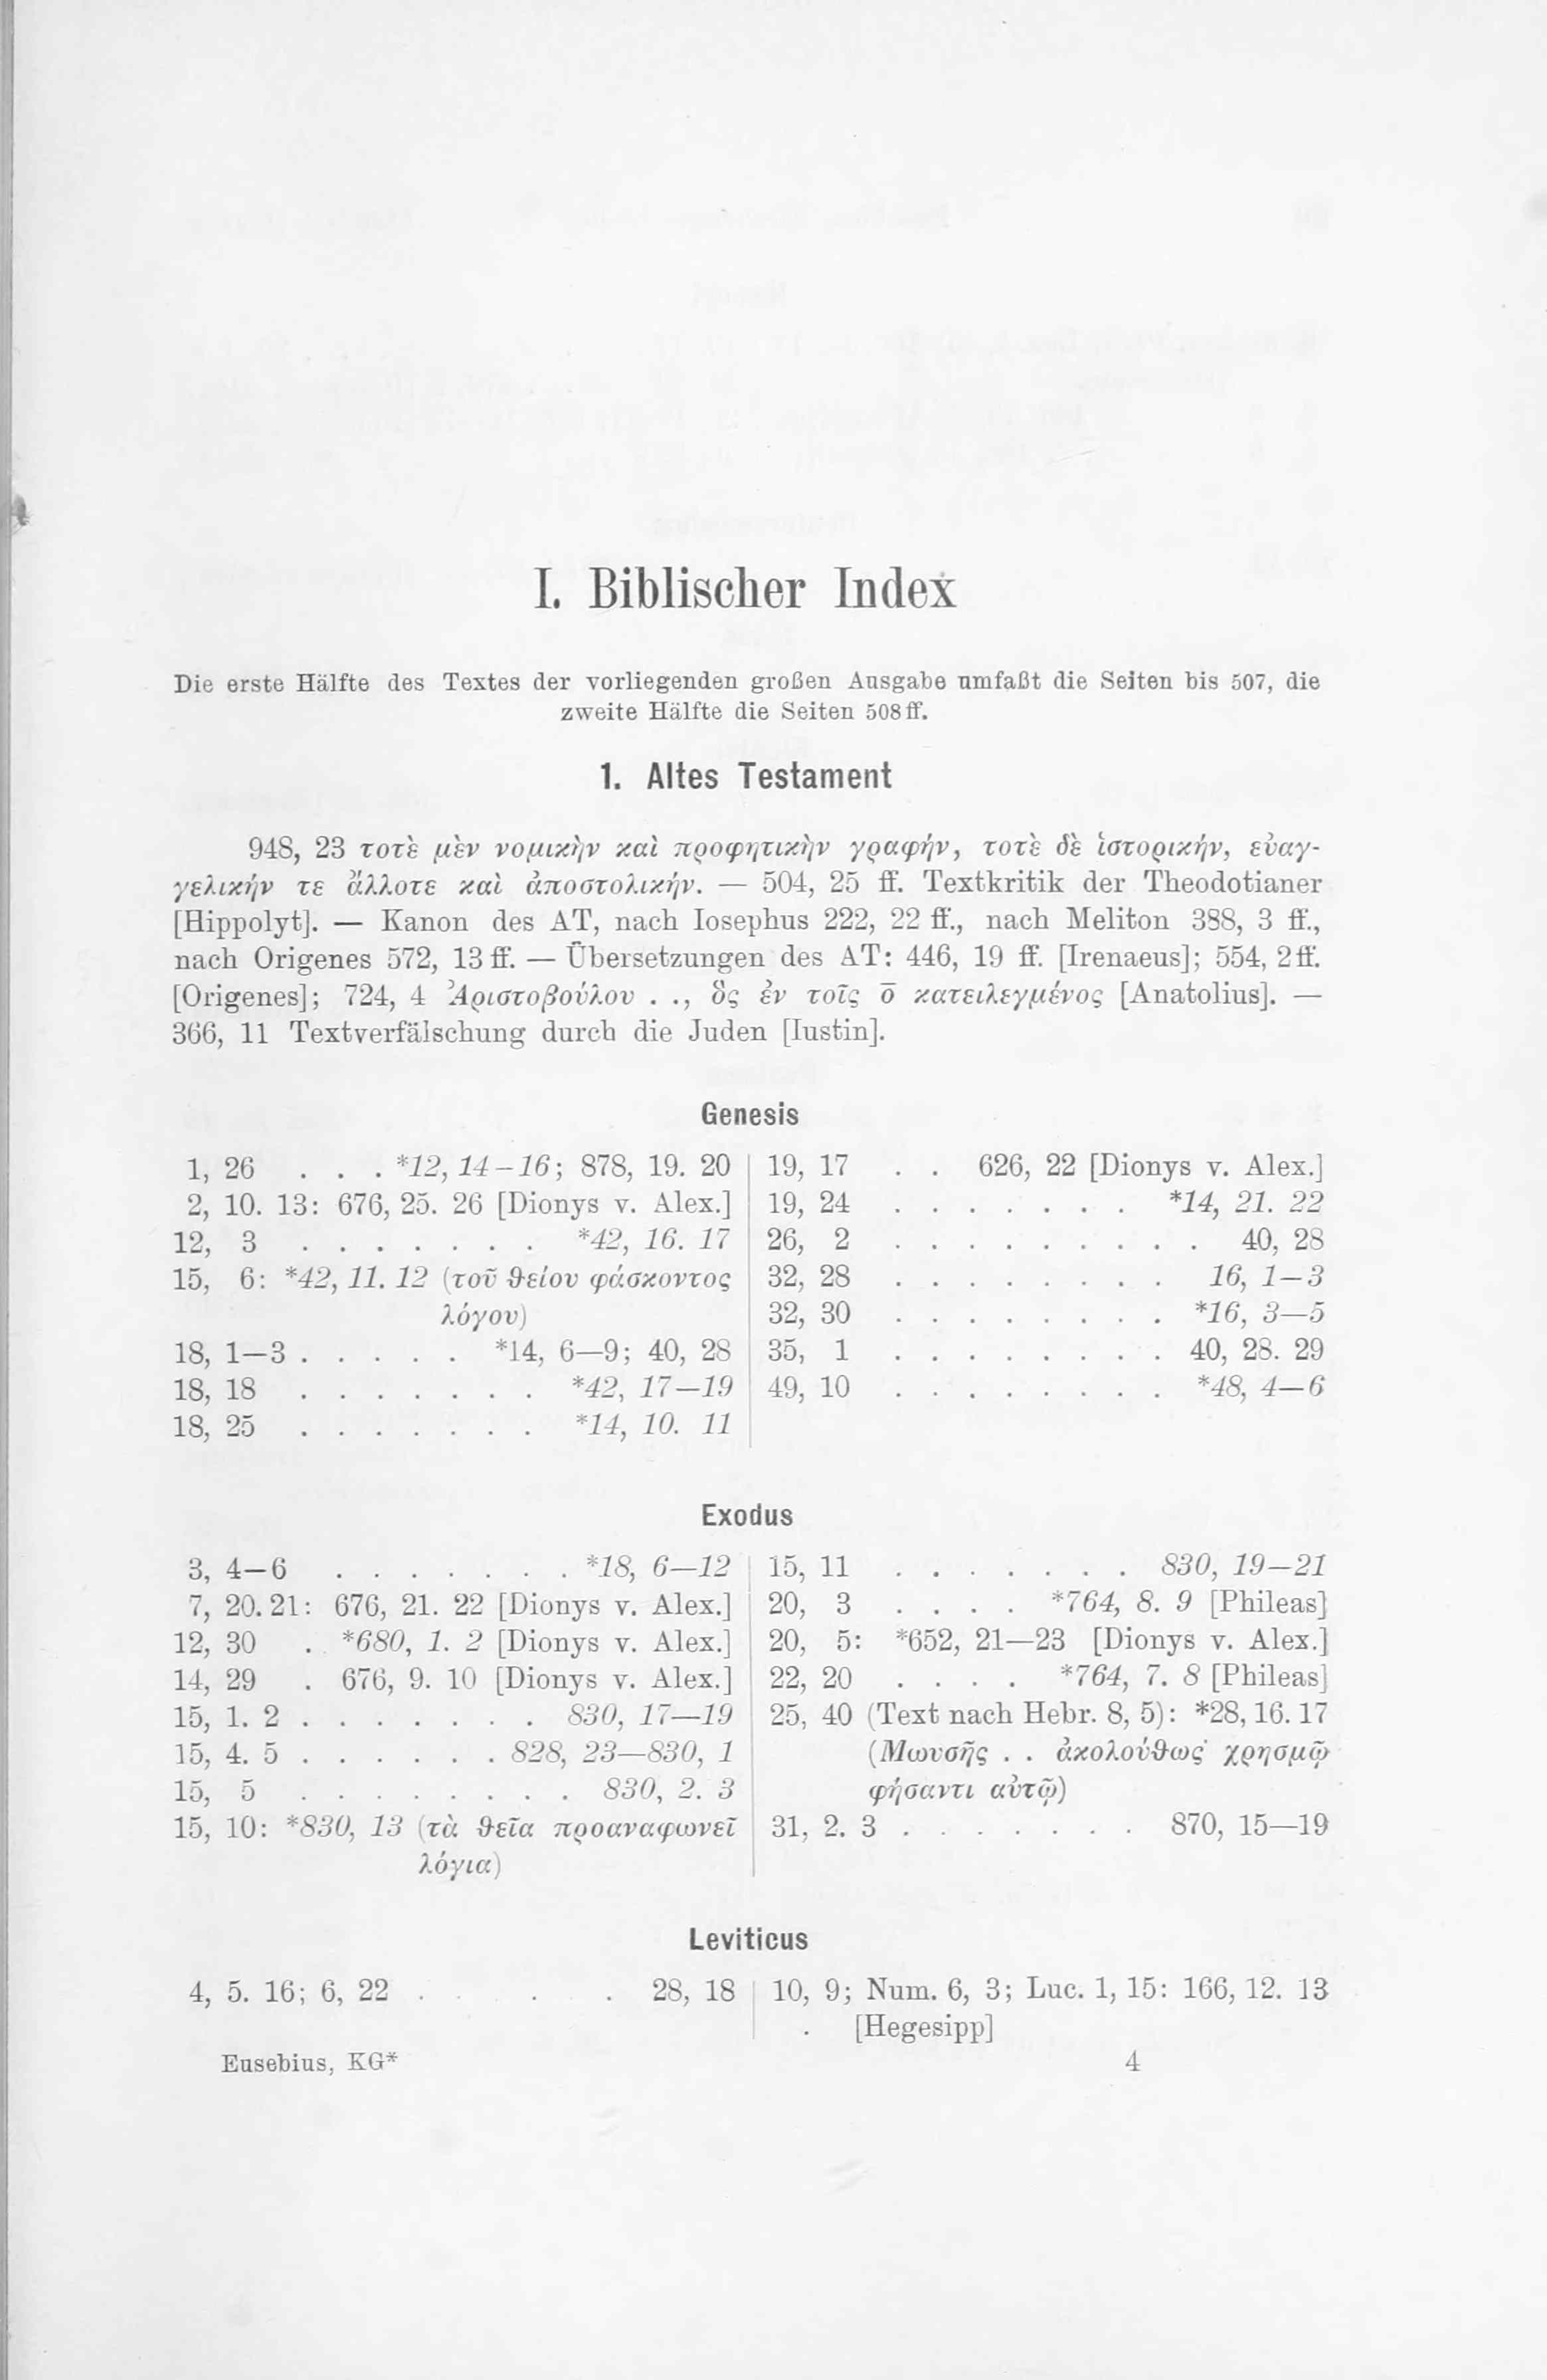 I. Biblischer Index
Die erste Hälfte des Textes der vorliegenden großen Ausgabe umfaßt die Seiten bis 507, die
zweite Hälfte die Seiten 508 ff.
1. Altes Testament
948, 23 τοτὲ μὲν νομικὴν καὶ προφητικὴν γραφήν, τοτὲ δὲ ἱστορικήν, εὐαγ-
γελικήν τε ἄλλοτε καὶ ἀποστολικήν. — 504, 25 ff. Textkritik der Theodotianer
[Hippolyt]. — Kanon des AT, nach Iosephus 222, 22 ff., nach Meliton 388, 3 ff.,
nach Origenes 572, 13 ff. — Übersetzungen des AT: 446, 19 ff. [Irenaeus]; 554, 2 ff.
[Origenes]; 724, 4 Ἀριστοβούλου . ., ὃς ἐν τοῖς ο̄ κατειλεγμένος [Anatolius]. —
366, 11 Textverfälschung durch die Juden [Iustin].
Genesis
1, 26 . . . *12, 14–16; 878, 19. 20
2, 10. 13: 676, 25. 26 [Dionys v. Alex.]
12, 3 . . . . . . . *42, 16. 17
15, 6: *42, 11. 12 (τοῦ θείου φάσκοντος
λόγου)
18, 1–3 . . . . . *14, 6–9; 40, 28
18, 18 . . . . . . . *42, 17–19
18, 25 . . . . . . . *14, 10. 11
19, 17 . . 626, 22 [Dionys v. Alex.]
19, 24 . . . . . . . *14, 21. 22
26, 2 . . . . . . . . . 40, 28
32, 28 . . . . . . . . 16, 1–3
32, 30 . . . . . . . . *16, 3–5
35, 1 . . . . . . . . 40, 28. 29
49, 10 . . . . . . . . *48, 4–6
Exodus
3, 4–6 . . . . . . . *18, 6–12
7, 20. 21: 676, 21. 22 [Dionys v. Alex.]
12, 30 . . *680, 1. 2 [Dionys v. Alex.]
14, 29 . 676, 9. 10 [Dionys v. Alex.]
15, 1. 2 . . . . . . . 830, 17–19
15, 4. 5 . . . . . . 828, 23–830, 1
15, 5 . . . . . . . . 830, 2. 3
15, 10: *830, 13 (τὰ θεῖα προαναφωνεῖ
λόγια)
15, 11 . . . . . . . 830, 19–21
20, 3 . . . . *764, 8. 9 [Phileas]
20, 5: *652, 21–23 [Dionys v. Alex.]
22, 20 . . . . *764, 7. 8 [Phileas]
25, 40 (Text nach Hebr. 8, 5): *28, 16. 17
(Μωυσῆς . . ἀκολούθως χρησμῷ
φήσαντι αὐτῷ)
31, 2. 3 . . . . . . . 870, 15–19
Leviticus
4, 5. 16; 6, 22 . . . . 28, 18
10, 9; Num. 6, 3; Luc. 1, 15: 166, 12. 13
[Hegesipp]
Eusebius, KG* 4